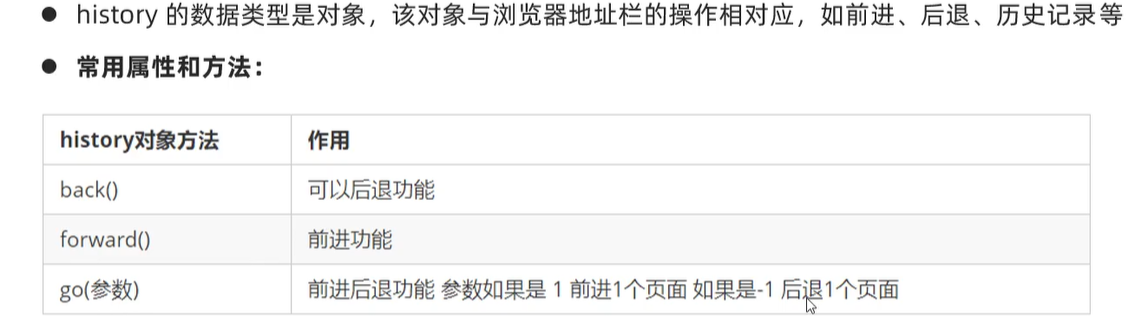 history 的数据类型是对象，该对象与浏览器地址栏的操作相对应，如前进、后退、历史记录等
常用属性和方法：
history对象方法 作用
back() 可以后退功能
forward() 前进功能
go(参数) 前进后退功能 参数如果是 1 前进1个页面 如果是-1 后退1个页面